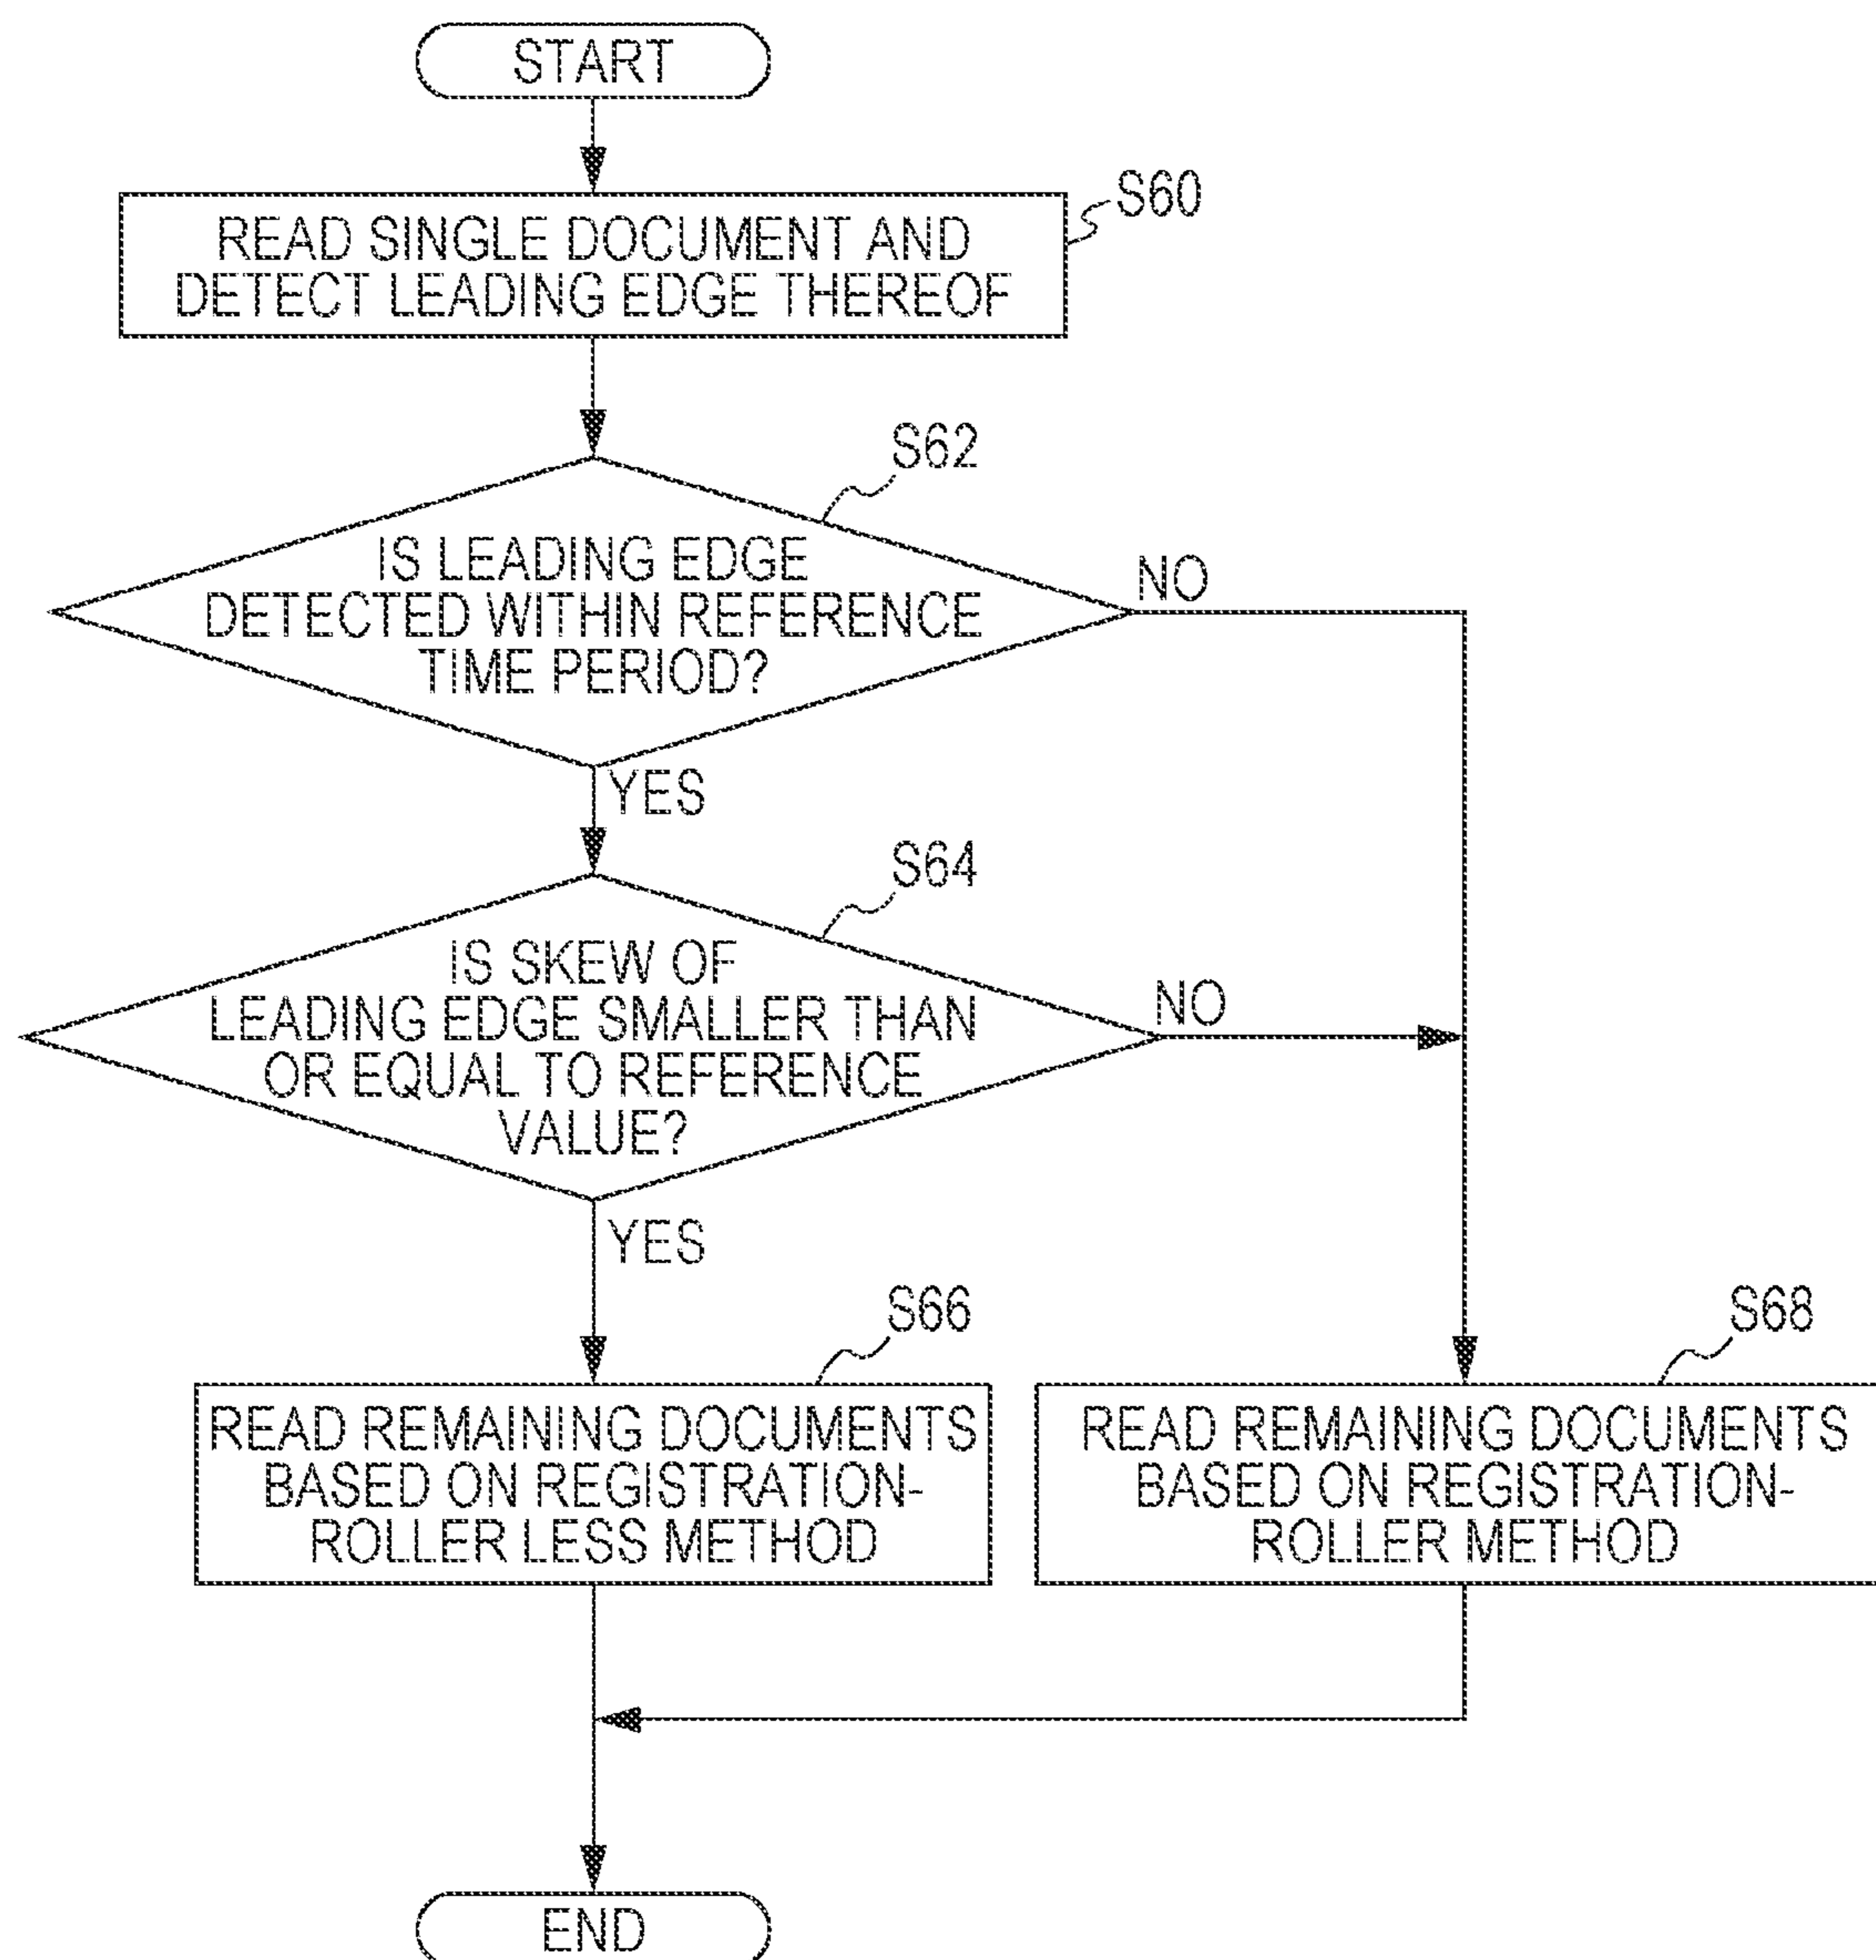 START
S60
READ SINGLE DOCUMENT AND
DETECT LEADING EDGE THEREOF
S62
IS LEADING EDGE
DETECTED WITHIN REFERENCE
TIME PERIOD?
NO
YES
S64
IS SKEW OF
LEADING EDGE SMALLER THAN
OR EQUAL TO REFERENCE
VALUE?
NO
YES
S66
READ REMAINING DOCUMENTS
BASED ON REGISTRATION-
ROLLER LESS METHOD
S68
READ REMAINING DOCUMENTS
BASED ON REGISTRATION-
ROLLER METHOD
END